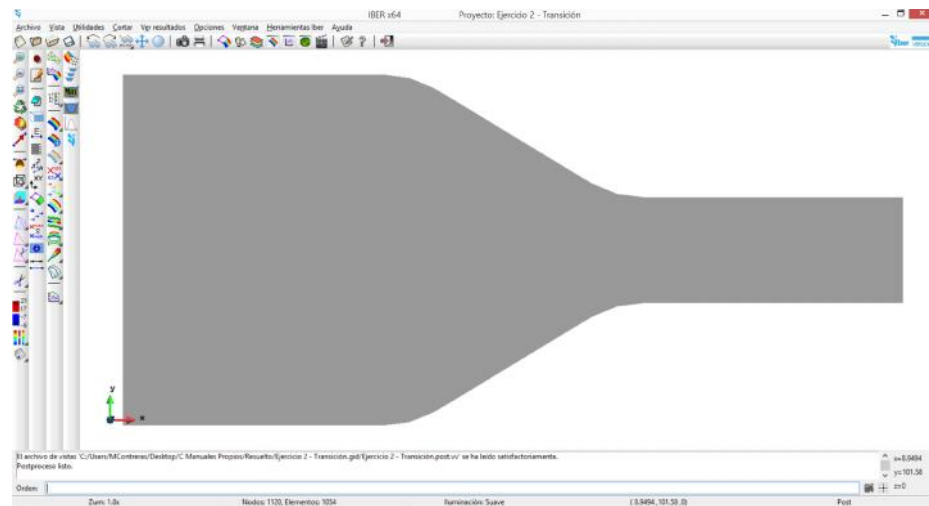 IBER x64    Proyecto: Ejercicio 2 - Transición
Archivo Vista Utilidades Cortar Ver resultados Opciones Ventana Herramientas Iber Ayuda
Iber
y
x
El archivo de vistas 'C:/Users/MContreras/Desktop/C Manuales Propios/Resuelto/Ejercicio 2 - Transición.gid/Ejercicio 2 - Transición.post.vv' se ha leido satisfactoriamente.
Postproceso listo.
x=8.9494
y=101.58
z=0
Orden:
Zum: 1.0x    Nodos: 1120, Elementos: 1054    Iluminación: Suave    ( 8.9494, 101.58 ,0)    Post